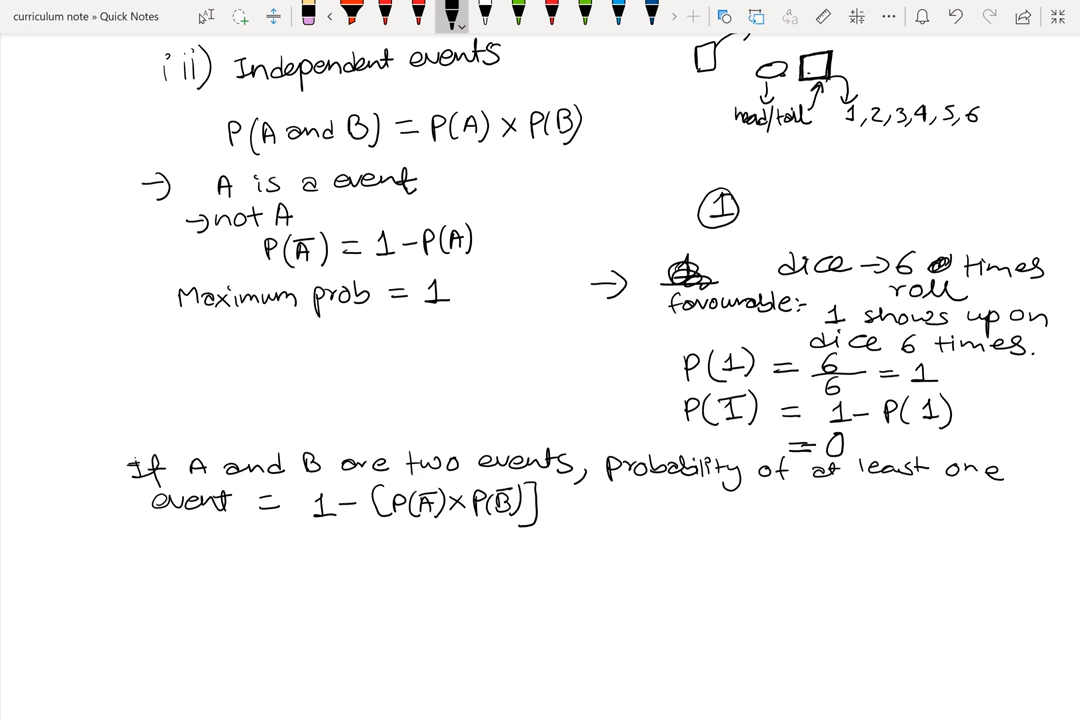 curriculum note » Quick Notes
iii) Independent events
head/tail 1,2,3,4,5,6
P(A and B) = P(A) × P(B)
→ A is a event
→ not A
P(A̅) = 1-P(A)
Maximum prob = 1
①
→ dice → 6 times
roll
favourable:- 1 shows up on
dice 6 times.
P(1) = 6/6 = 1
P(1̅) = 1- P(1)
= 0
If A and B are two events, probability of at least one
event = 1- [P(A̅)×P(B̅)]